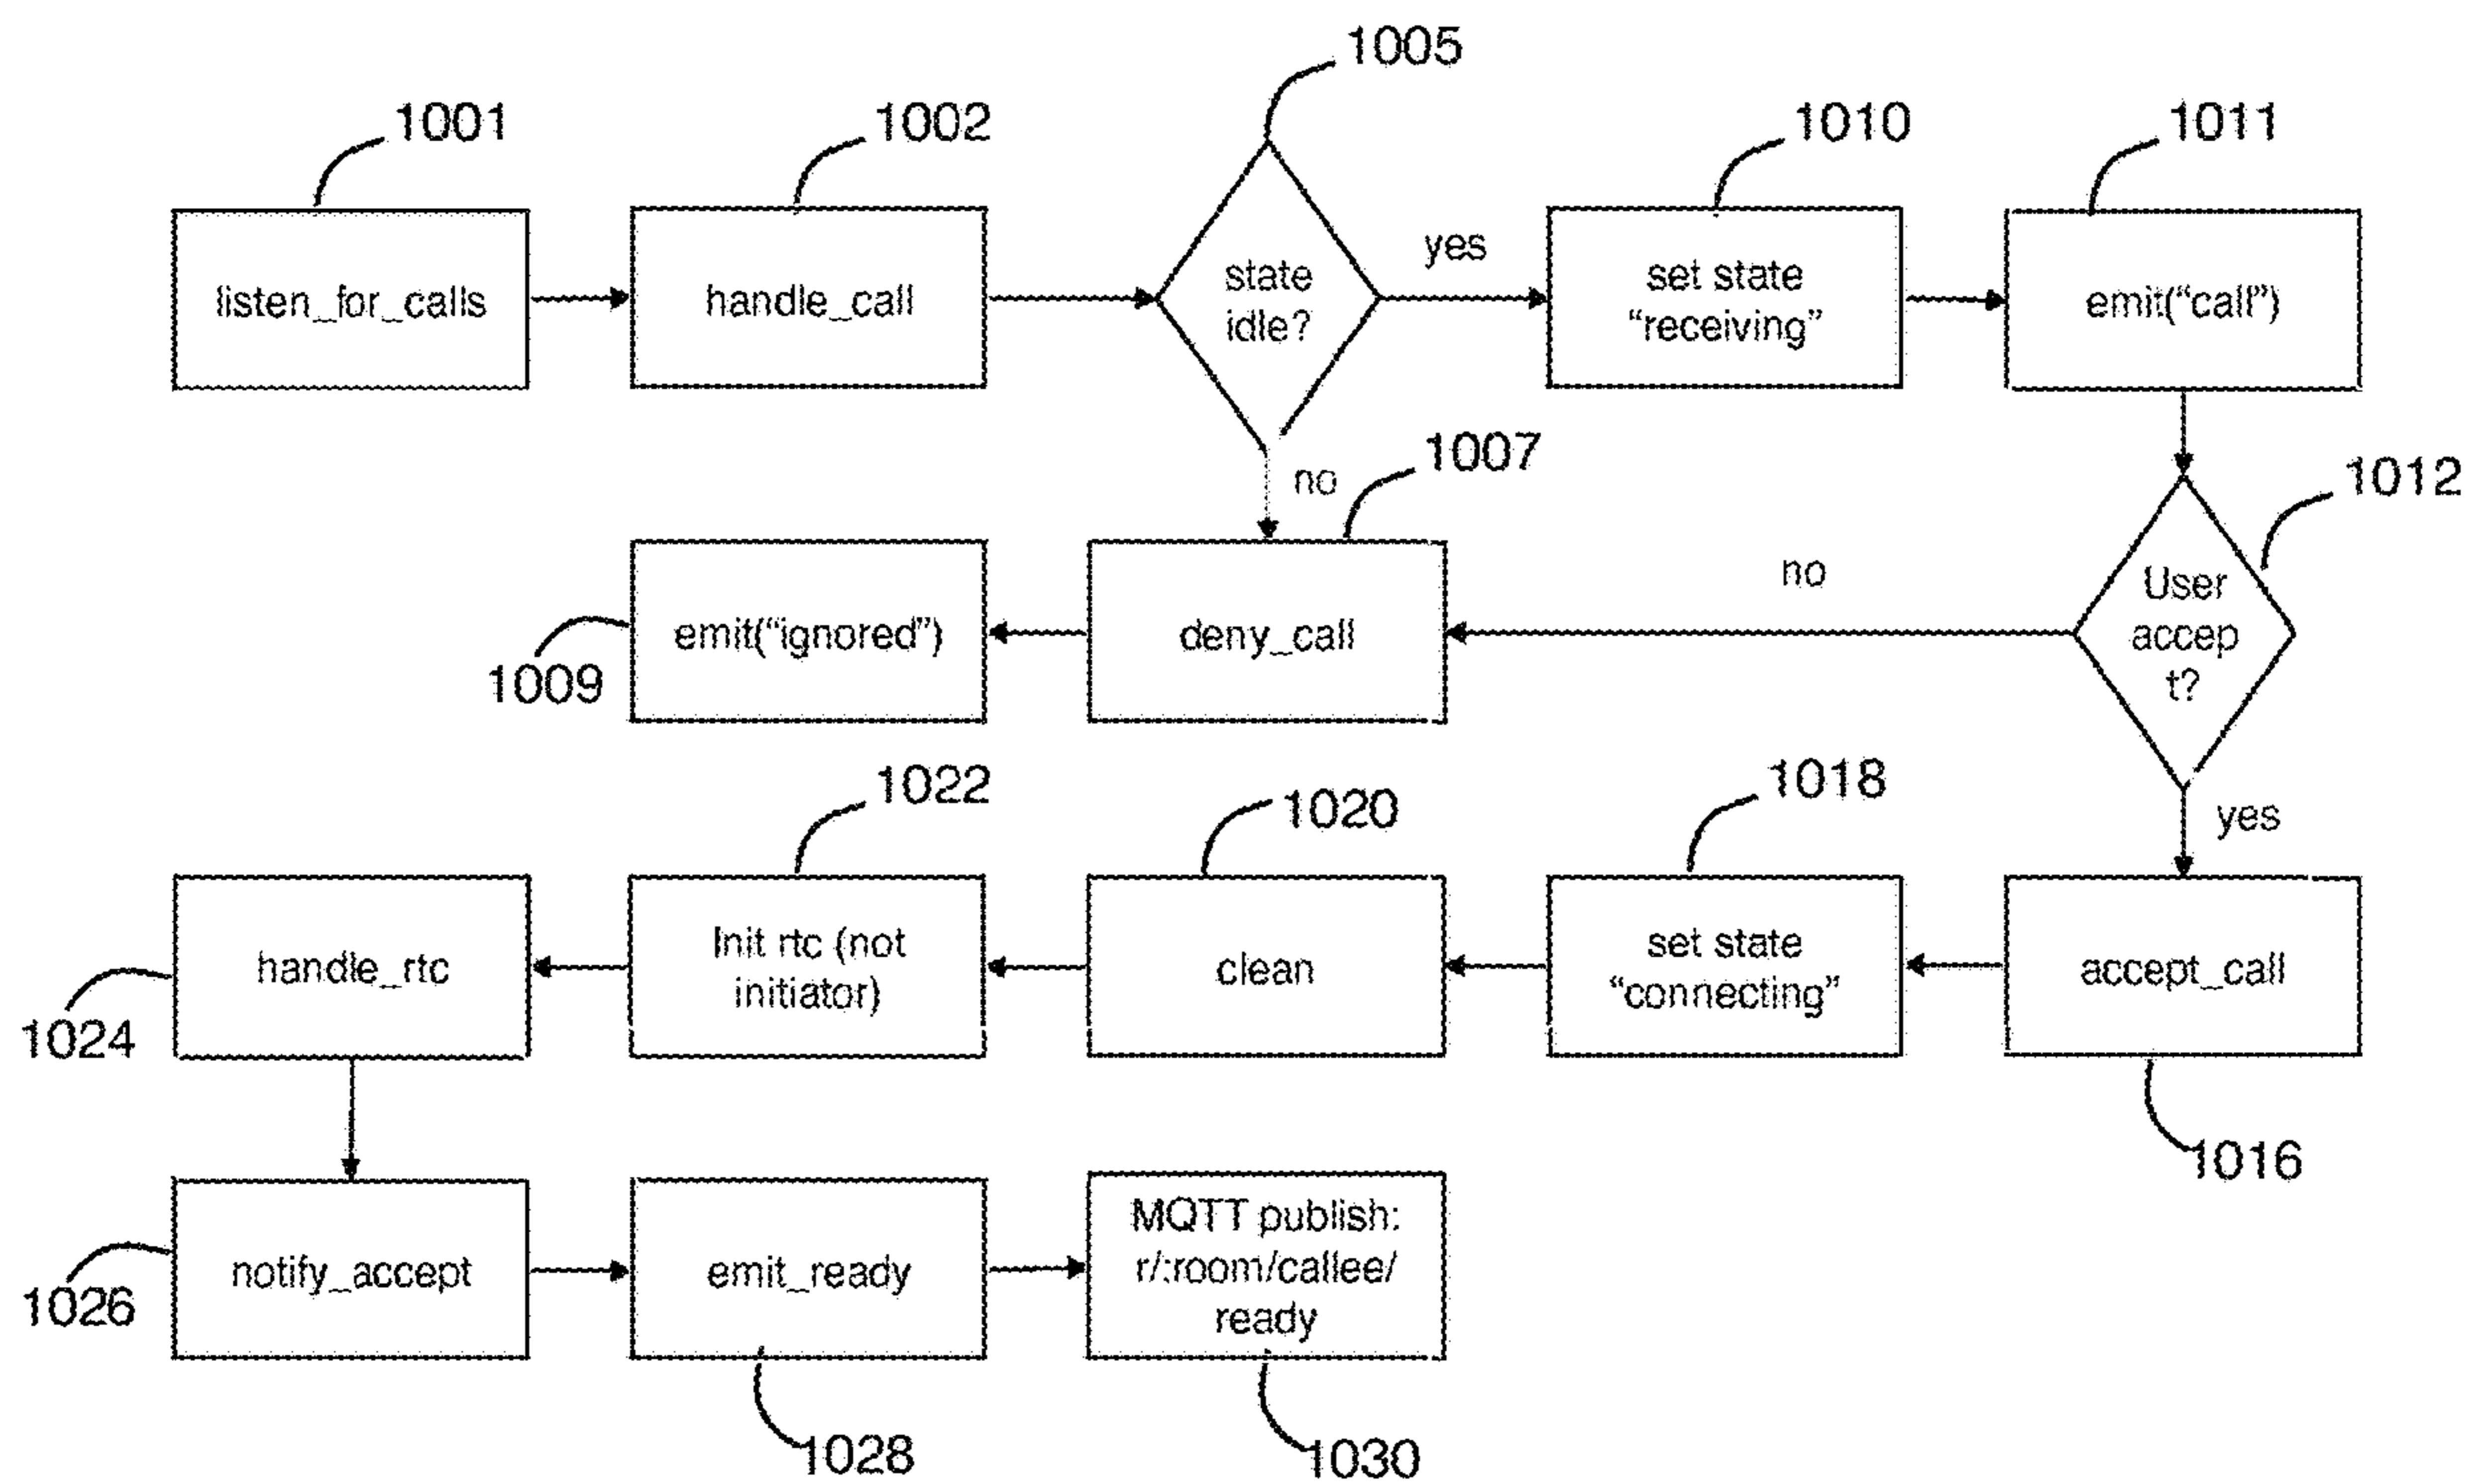 1005
1001
1002
1010
1011
listen_for_calls
handle_call
state
idle?
yes
set state
“receiving”
emit(“call”)
no
1007
1012
1009
emit(“ignored”)
deny_call
no
User
accep
t?
yes
1022
1020
1018
1024
handle_rtc
Init rtc (not
initiator)
clean
set state
“connecting”
accept_call
1016
1026
notify_accept
emit_ready
MQTT publish:
r/:room/callee/
ready
1028
1030